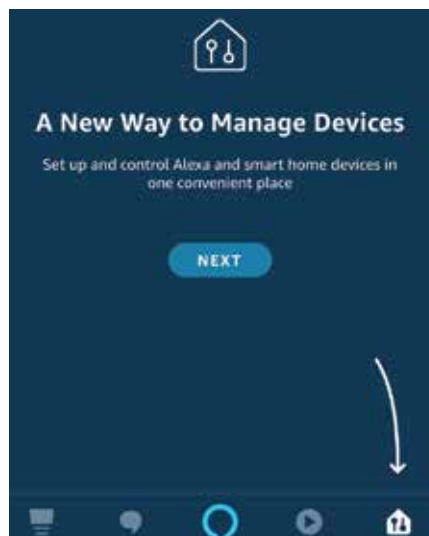 A New Way to Manage Devices
Set up and control Alexa and smart home devices in
one convenient place
NEXT